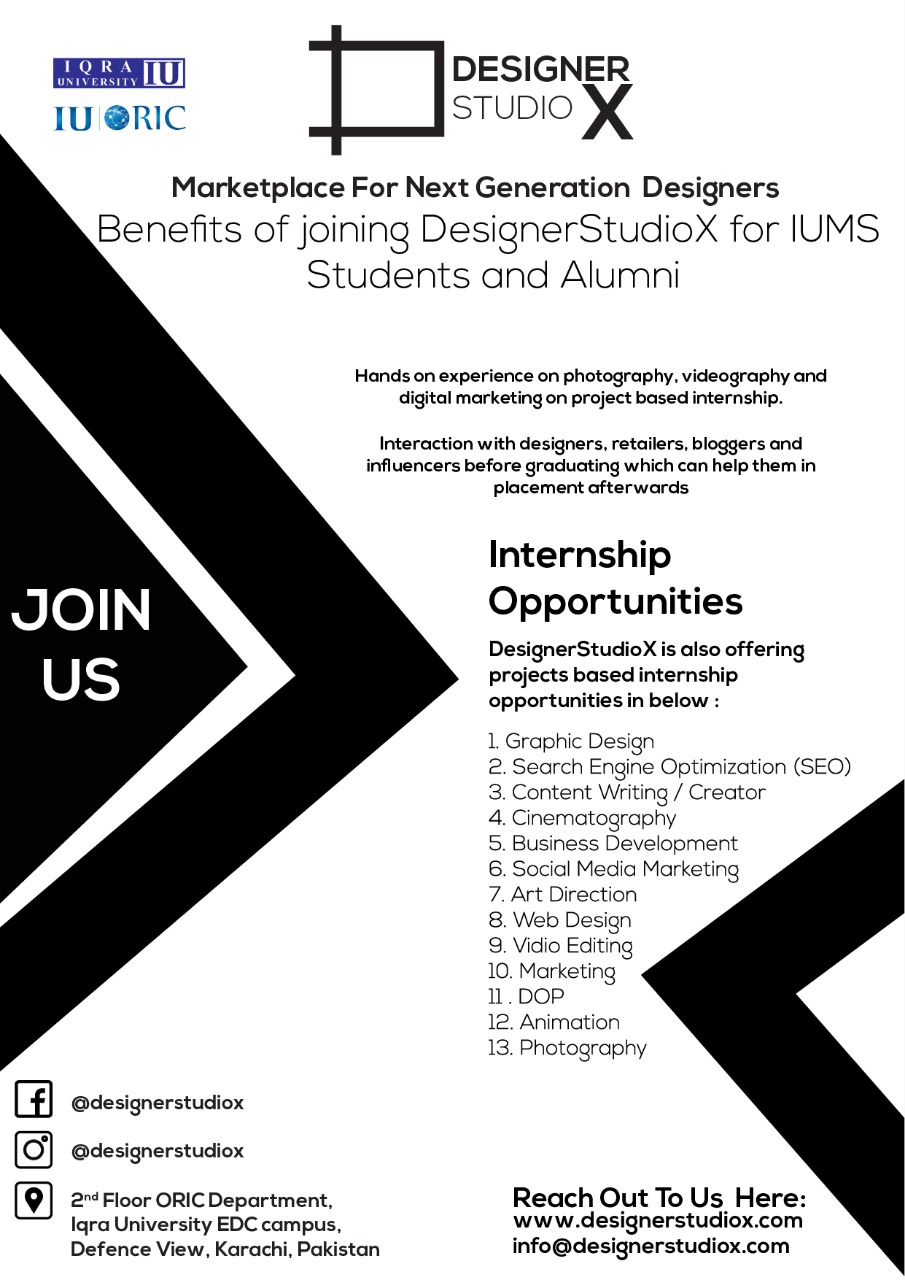 IQRA
UNIVERSITY IU
IU ORIC
DESIGNER
STUDIO X
Marketplace For Next Generation Designers
Benefits of joining DesignerStudioX for IUMS
Students and Alumni
Hands on experience on photography, videography and
digital marketing on project based internship.
Interaction with designers, retailers, bloggers and
influencers before graduating which can help them in
placement afterwards
JOIN
US
Internship
Opportunities
DesignerStudioX is also offering
projects based internship
opportunities in below :
1. Graphic Design
2. Search Engine Optimization (SEO)
3. Content Writing / Creator
4. Cinematography
5. Business Development
6. Social Media Marketing
7. Art Direction
8. Web Design
9. Vidio Editing
10. Marketing
11 . DOP
12. Animation
13. Photography
@designerstudiox
@designerstudiox
2nd Floor ORIC Department,
Iqra University EDC campus,
Defence View, Karachi, Pakistan
Reach Out To Us Here:
www.designerstudiox.com
info@designerstudiox.com